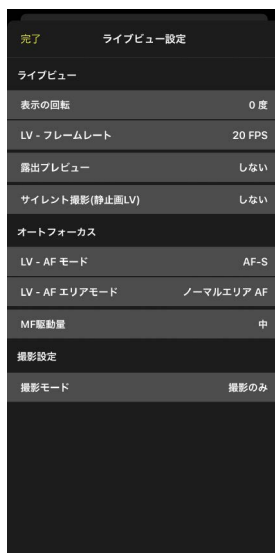 完了 ライブビュー設定
ライブビュー
表示の回転 0 度
LV - フレームレート 20 FPS
露出プレビュー しない
サイレント撮影(静止画LV) しない
オートフォーカス
LV - AF モード AF-S
LV - AF エリアモード ノーマルエリア AF
MF駆動量 中
撮影設定
撮影モード 撮影のみ